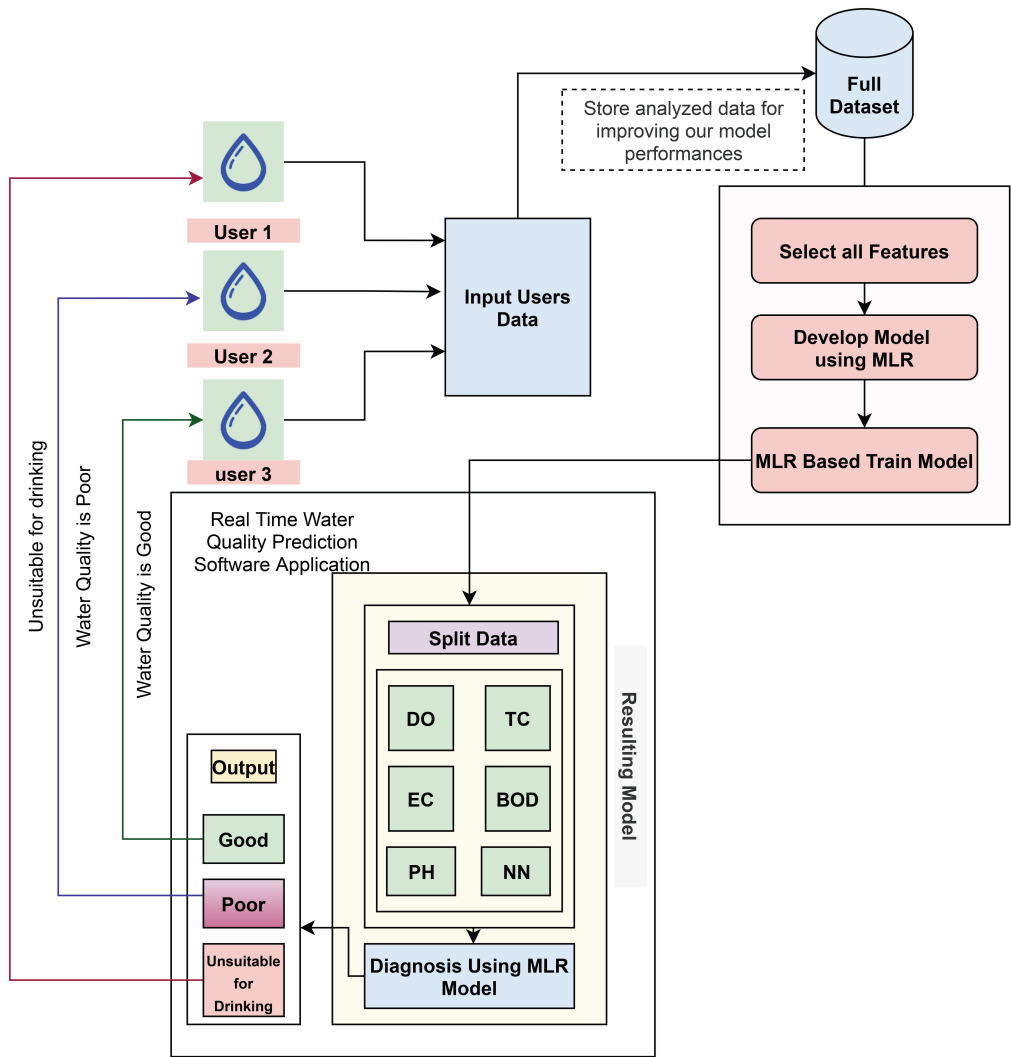 Full
Dataset
Store analyzed data for
improving our model
performances
User 1
User 2
user 3
Input Users
Data
Select all Features
Develop Model
using MLR
MLR Based Train Model
Unsuitable for drinking
Water Quality is Poor
Water Quality is Good
Real Time Water
Quality Prediction
Software Application
Split Data
DO
TC
EC
BOD
PH
NN
Resulting Model
Diagnosis Using MLR
Model
Output
Good
Poor
Unsuitable
for
Drinking